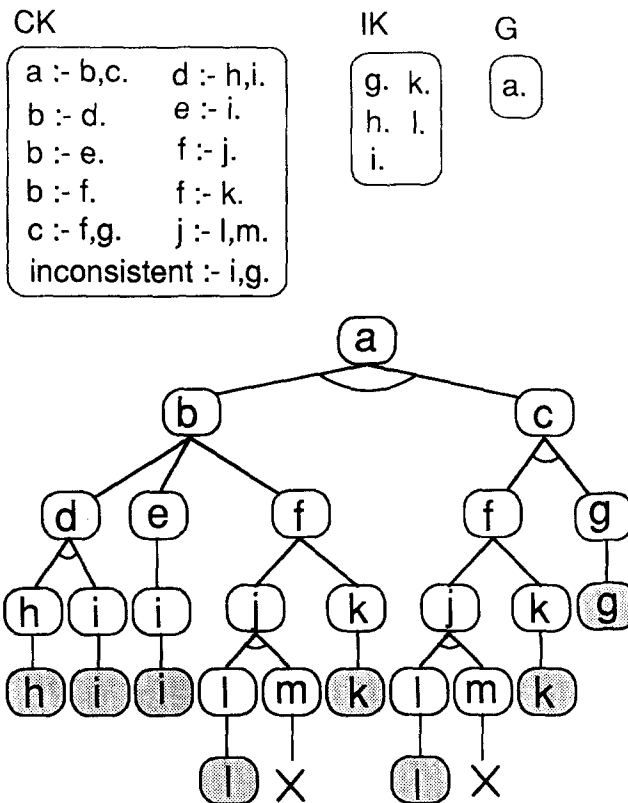 CK
IK
G
a :- b,c. d :- h,i.
b :- d. e :- i.
b :- e. f :- j.
b :- f. f :- k.
c :- f,g. j :- l,m.
inconsistent :- i,g.
g. k.
h. l.
i.
a.
a
b c
d e f f g
h i i j k j k g
h i i l m k l m k
l X l X